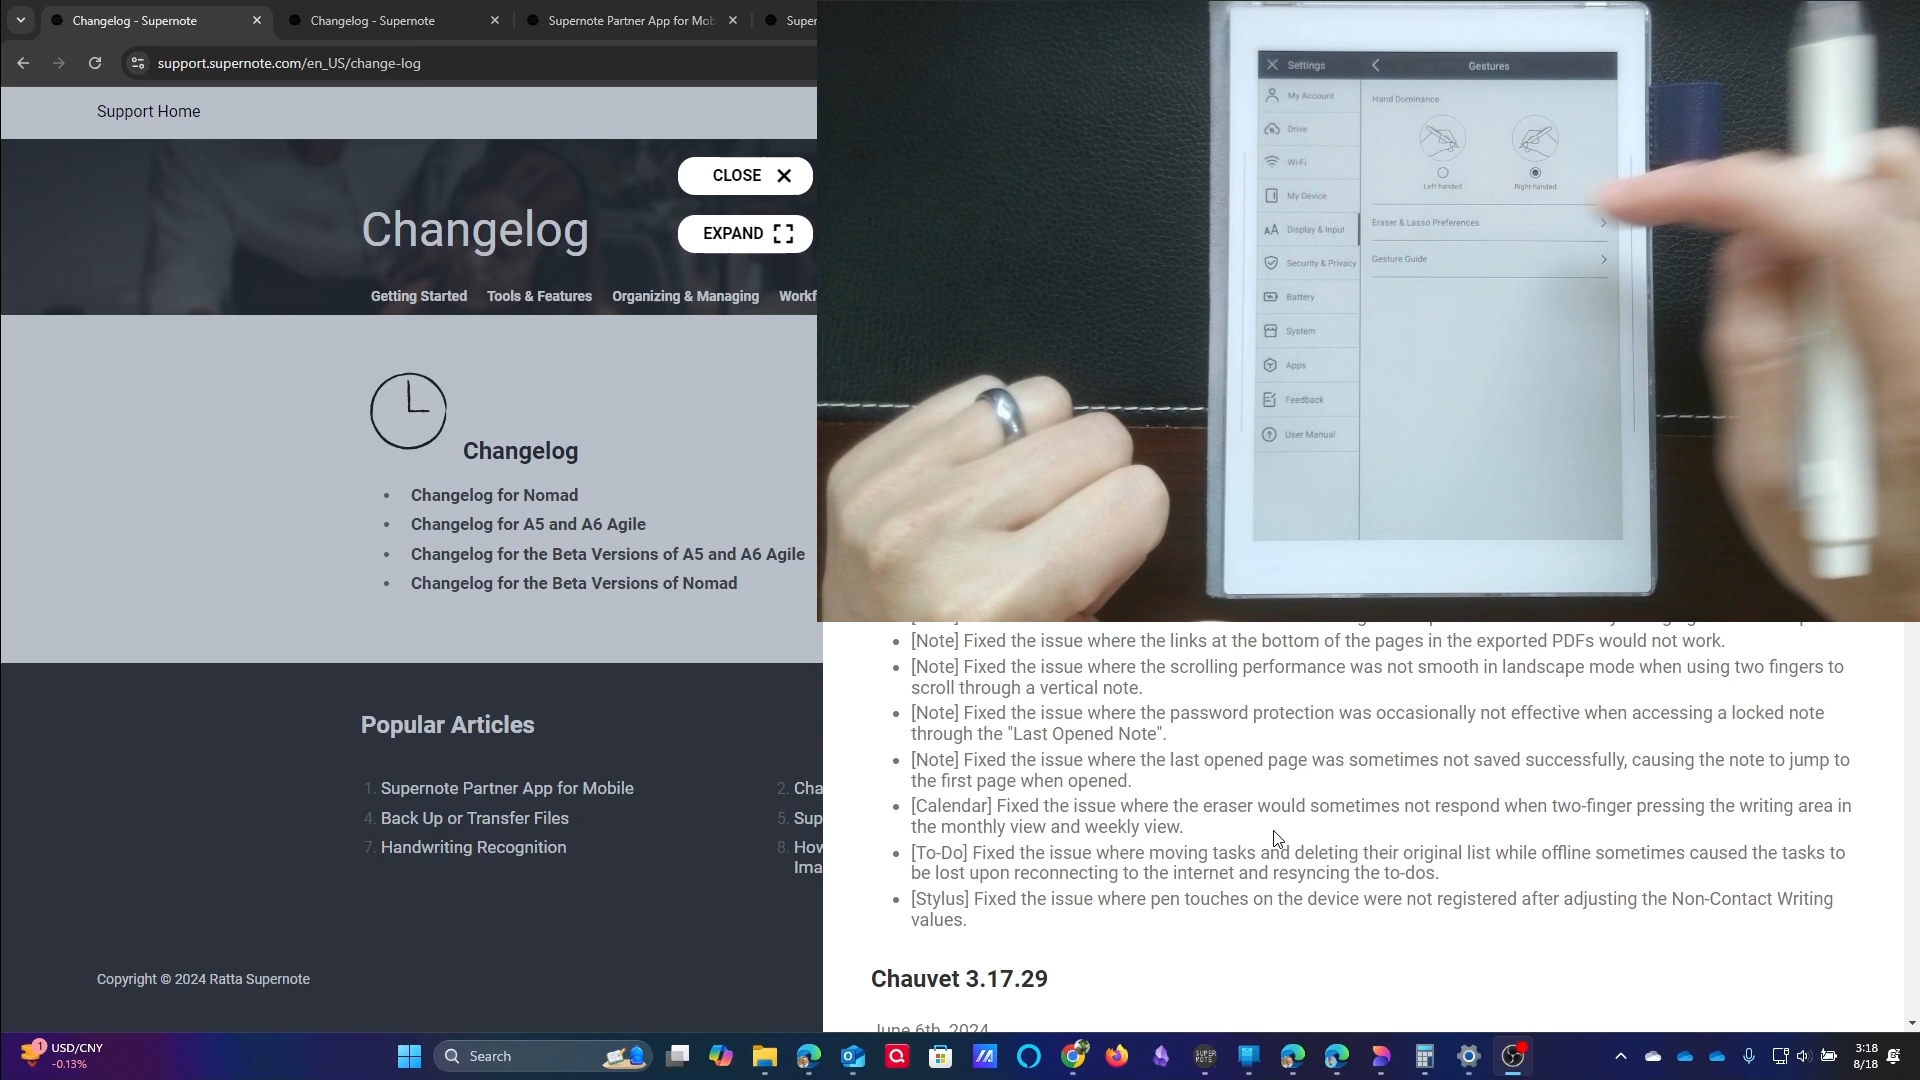 Changelog - Supernote
Changelog - Supernote
Supernote Partner App for Mob
Super
support.supernote.com/en_US/change-log
Support Home
CLOSE
EXPAND
Changelog
Getting Started Tools & Features Organizing & Managing Workf
Changelog
• Changelog for Nomad
• Changelog for A5 and A6 Agile
• Changelog for the Beta Versions of A5 and A6 Agile
• Changelog for the Beta Versions of Nomad
Popular Articles
1. Supernote Partner App for Mobile
2. Cha
4. Back Up or Transfer Files
5. Sup
7. Handwriting Recognition
8. How
Ima
Copyright © 2024 Ratta Supernote
Settings
Gestures
My Account
Drive
Wi-Fi
My Device
Display & Input
Security & Privacy
Battery
System
Apps
Feedback
User Manual
Hand Dominance
Left-handed
Right-handed
Eraser & Lasso Preferences
Gesture Guide
• [Note] Fixed the issue where the links at the bottom of the pages in the exported PDFs would not work.
• [Note] Fixed the issue where the scrolling performance was not smooth in landscape mode when using two fingers to
scroll through a vertical note.
• [Note] Fixed the issue where the password protection was occasionally not effective when accessing a locked note
through the "Last Opened Note".
• [Note] Fixed the issue where the last opened page was sometimes not saved successfully, causing the note to jump to
the first page when opened.
• [Calendar] Fixed the issue where the eraser would sometimes not respond when two-finger pressing the writing area in
the monthly view and weekly view.
• [To-Do] Fixed the issue where moving tasks and deleting their original list while offline sometimes caused the tasks to
be lost upon reconnecting to the internet and resyncing the to-dos.
• [Stylus] Fixed the issue where pen touches on the device were not registered after adjusting the Non-Contact Writing
values.
Chauvet 3.17.29
June 6th, 2024
1
USD/CNY
-0.13%
Search
SUPER
NOTE
3:18
8/18